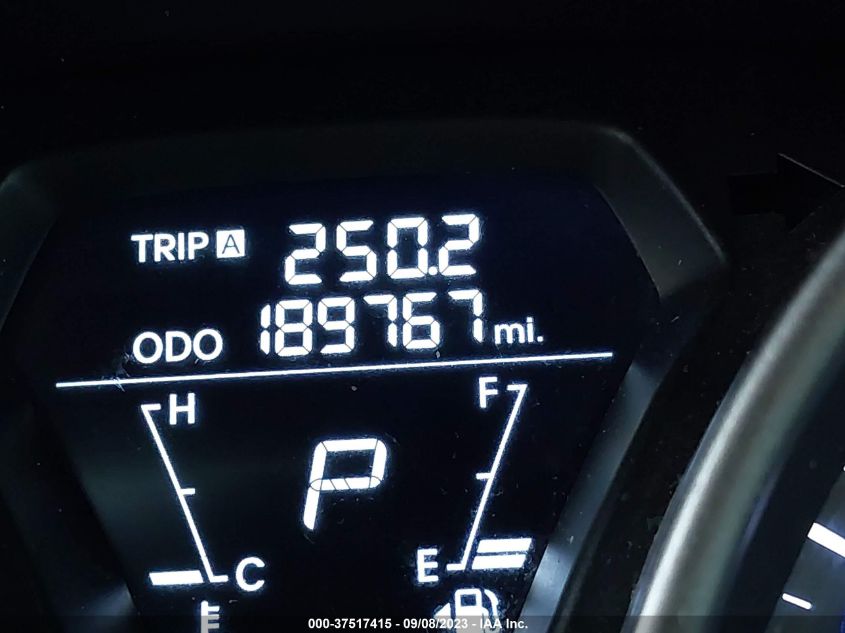 TRIP A 250.2
ODO 189767 mi.
H F
P
C E
000-37517415 - 09/08/2023 - IAA Inc.